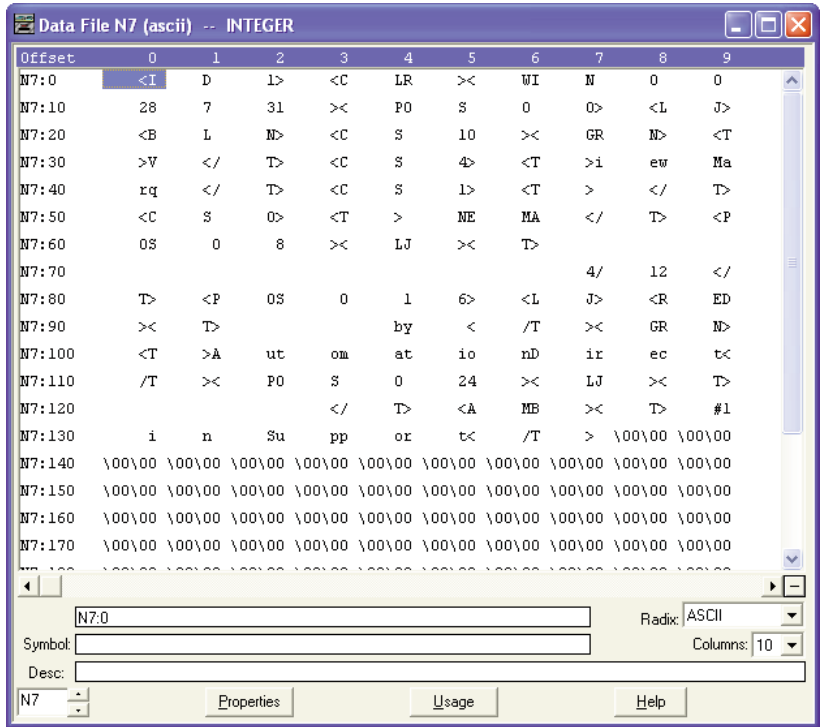 Data File N7 (ascii) -- INTEGER
Offset 0 1 2 3 4 5 6 7 8 9
N7:0 <I D 1> <C LR >< WI N 0 0
N7:10 28 7 31 >< PO S 0 0> <L J>
N7:20 <B L N> <C S 10 >< GR N> <T
N7:30 >V </ T> <C S 4> <T >i ew Ma
N7:40 rq </ T> <C S 1> <T > </ T>
N7:50 <C S 0> <T > NE MA </ T> <P
N7:60 OS 0 8 >< LJ >< T>
N7:70 4/ 12 </
N7:80 T> <P OS 0 1 6> <L J> <R ED
N7:90 >< T> by < /T >< GR N>
N7:100 <T >A ut om at io nD ir ec t<
N7:110 /T >< PO S 0 24 >< LJ >< T>
N7:120 </ T> <A MB >< T> #1
N7:130 i n Su pp or t< /T > \00\00 \00\00
N7:140 \00\00 \00\00 \00\00 \00\00 \00\00 \00\00 \00\00 \00\00 \00\00 \00\00
N7:150 \00\00 \00\00 \00\00 \00\00 \00\00 \00\00 \00\00 \00\00 \00\00 \00\00
N7:160 \00\00 \00\00 \00\00 \00\00 \00\00 \00\00 \00\00 \00\00 \00\00 \00\00
N7:170 \00\00 \00\00 \00\00 \00\00 \00\00 \00\00 \00\00 \00\00 \00\00 \00\00
N7:0 Radix: ASCII
Symbol: Columns: 10
Desc:
N7 Properties Usage Help